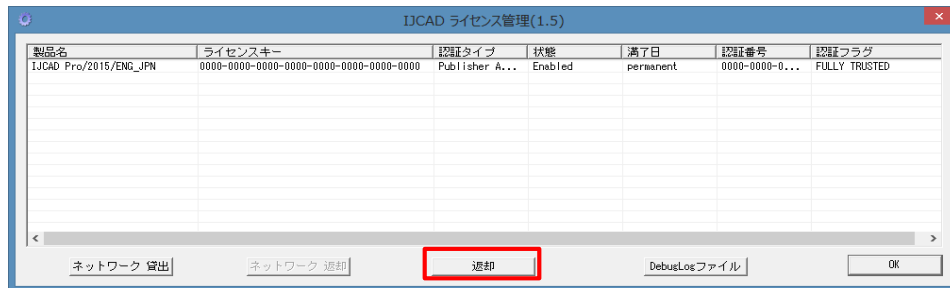 IJCAD ライセンス管理(1.5)
製品名 ライセンスキー 認証タイプ 状態 満了日 認証番号 認証フラグ
IJCAD Pro/2015/ENG_JPN 0000-0000-0000-0000-0000-0000-0000-0000 Publisher A... Enabled permanent 0000-0000-0... FULLY TRUSTED
ネットワーク 貸出 ネットワーク 返却 返却 DebugLogファイル OK